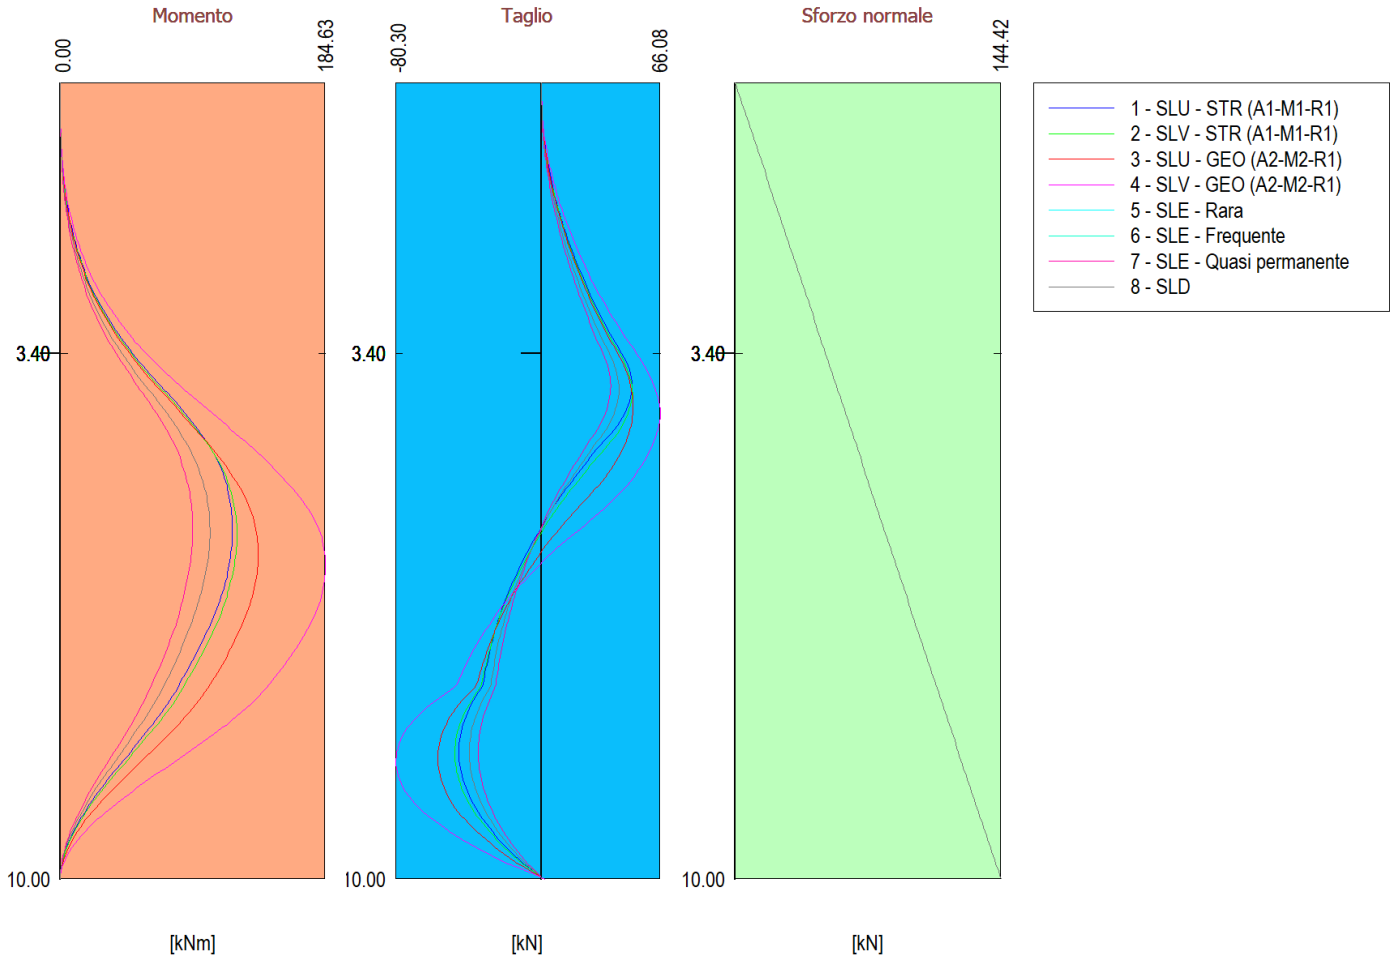 Momento
Taglio
Sforzo normale
0.00
184.63
-80.30
66.08
144.42
1 - SLU - STR (A1-M1-R1)
2 - SLV - STR (A1-M1-R1)
3 - SLU - GEO (A2-M2-R1)
4 - SLV - GEO (A2-M2-R1)
5 - SLE - Rara
6 - SLE - Frequente
7 - SLE - Quasi permanente
8 - SLD
3.40
3.40
3.40
10.00
10.00
10.00
[kNm]
[kN]
[kN]